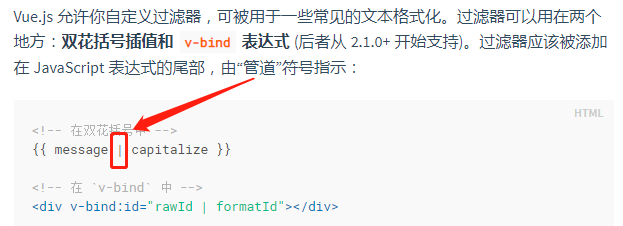 Vue.js 允许你自定义过滤器，可被用于一些常见的文本格式化。过滤器可以用在两个
地方：双花括号插值和 v-bind 表达式 (后者从 2.1.0+ 开始支持)。过滤器应该被添加
在 JavaScript 表达式的尾部，由“管道”符号指示：
HTML
<!-- 在双花括号中 -->
{{ message | capitalize }}
<!-- 在 `v-bind` 中 -->
<div v-bind:id="rawId | formatId"></div>